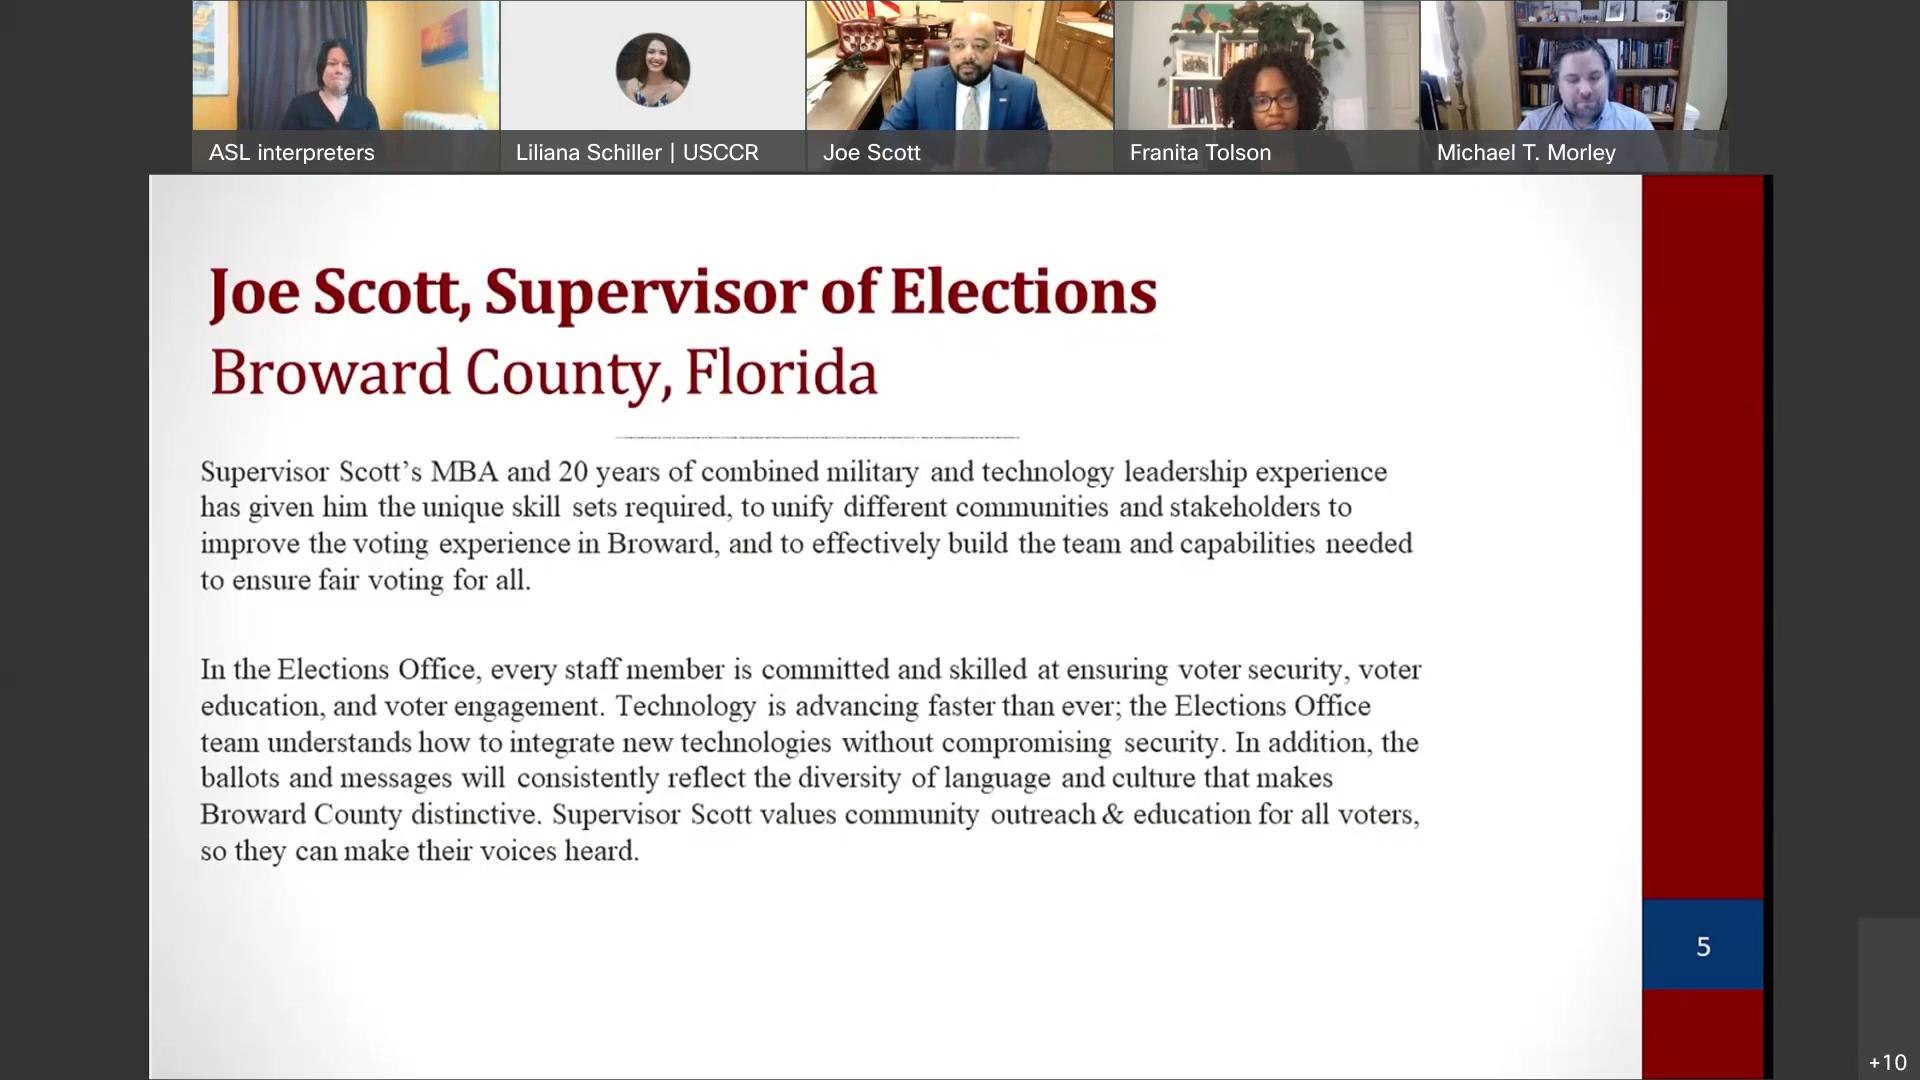 ASL interpreters
Liliana Schiller | USCCR
Joe Scott
Franita Tolson
Michael T. Morley
Joe Scott, Supervisor of Elections
Broward County, Florida
Supervisor Scott’s MBA and 20 years of combined military and technology leadership experience
has given him the unique skill sets required, to unify different communities and stakeholders to
improve the voting experience in Broward, and to effectively build the team and capabilities needed
to ensure fair voting for all.
In the Elections Office, every staff member is committed and skilled at ensuring voter security, voter
education, and voter engagement. Technology is advancing faster than ever; the Elections Office
team understands how to integrate new technologies without compromising security. In addition, the
ballots and messages will consistently reflect the diversity of language and culture that makes
Broward County distinctive. Supervisor Scott values community outreach & education for all voters,
so they can make their voices heard.
5
+10